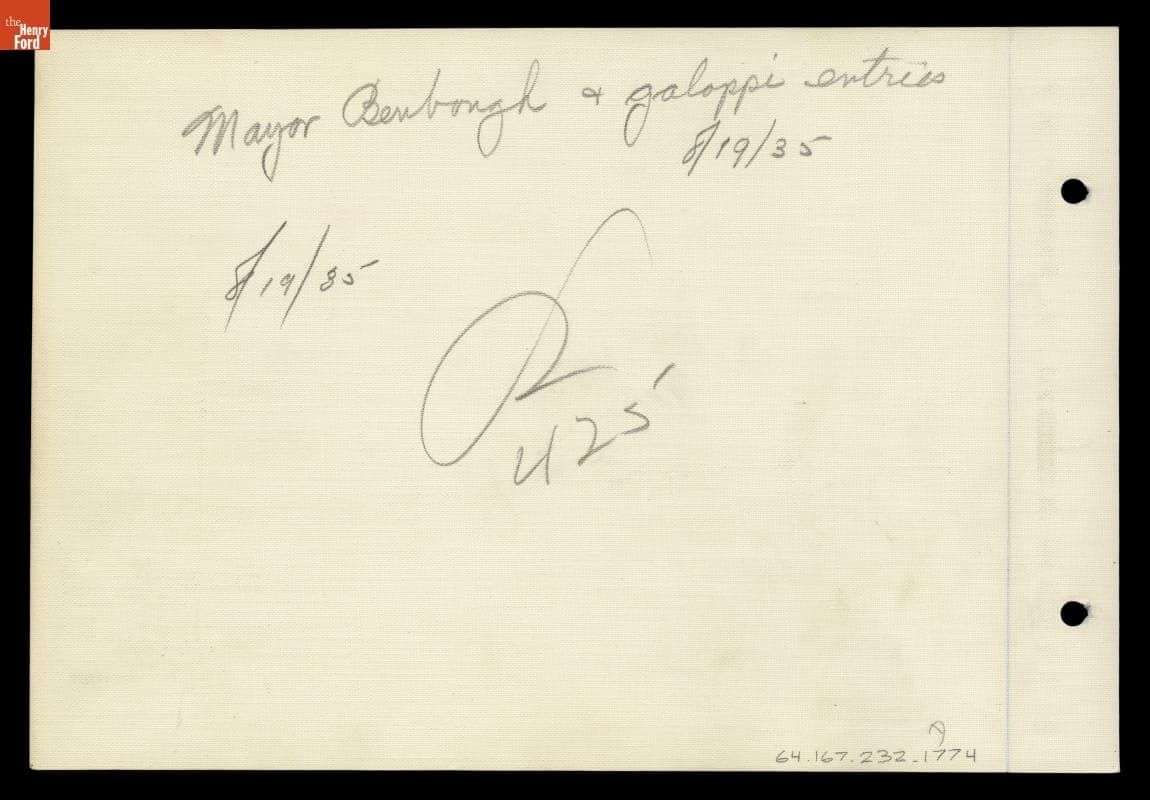 the
Henry
Ford
Mayor Benbough & galoppi entries
8/19/35
8/19/35
425
64.167.232.1774